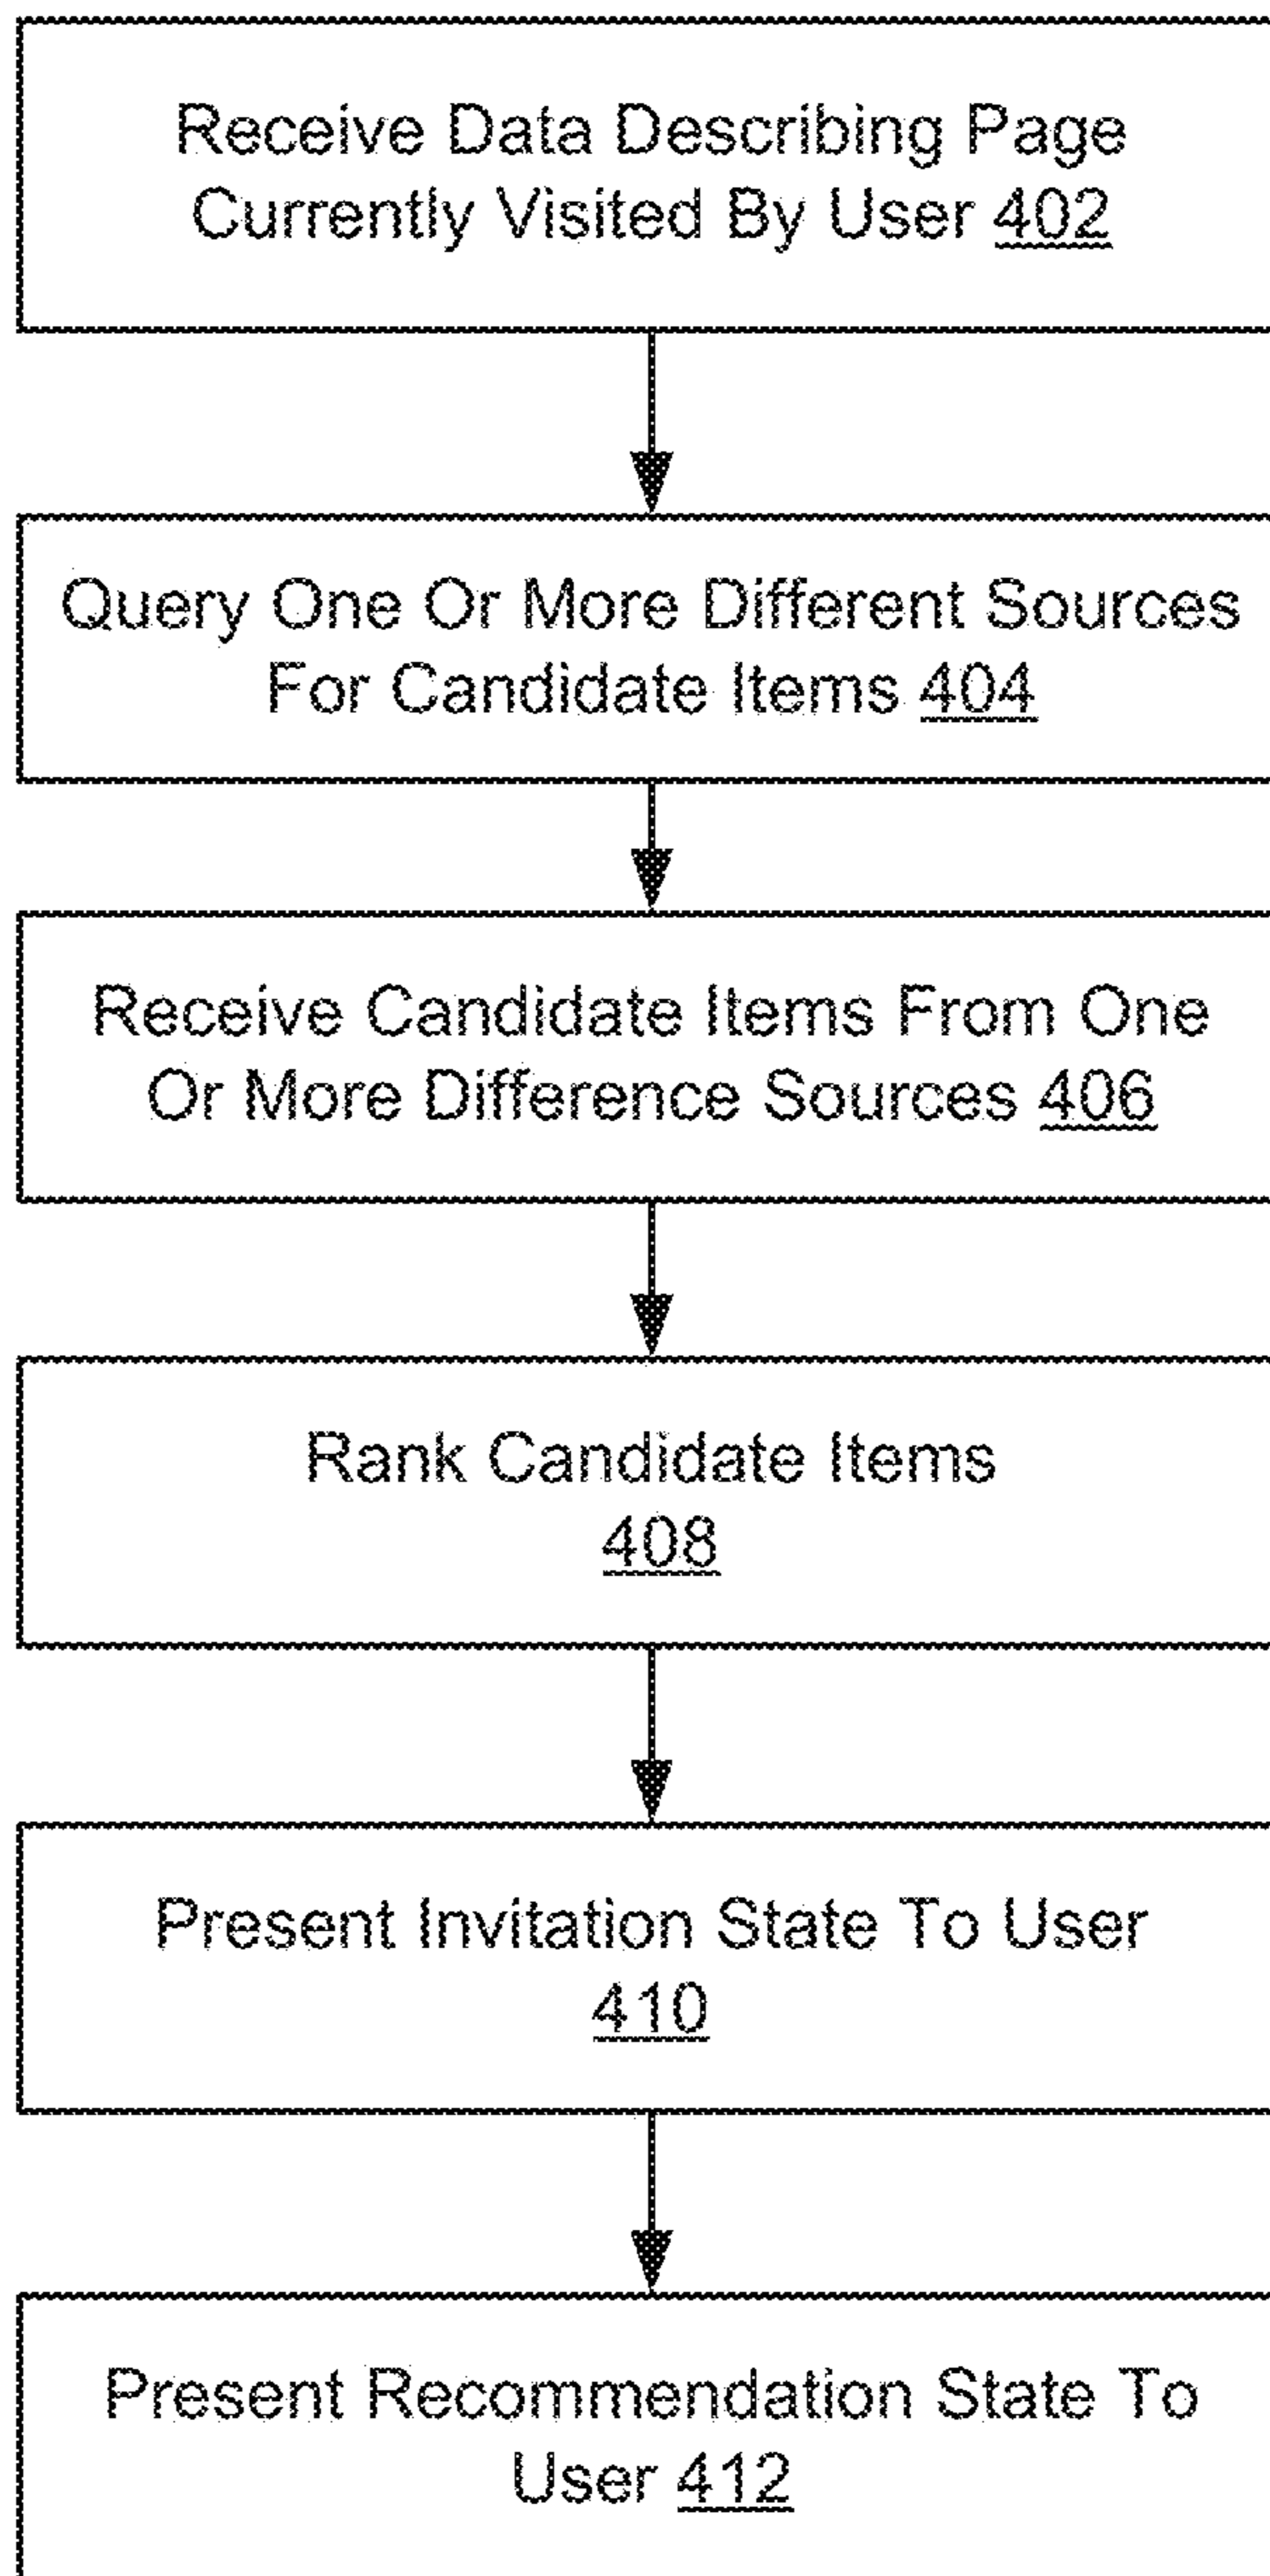 Receive Data Describing Page
Currently Visited By User 402
Query One Or More Different Sources
For Candidate Items 404
Receive Candidate Items From One
Or More Difference Sources 406
Rank Candidate Items
408
Present Invitation State To User
410
Present Recommendation State To
User 412